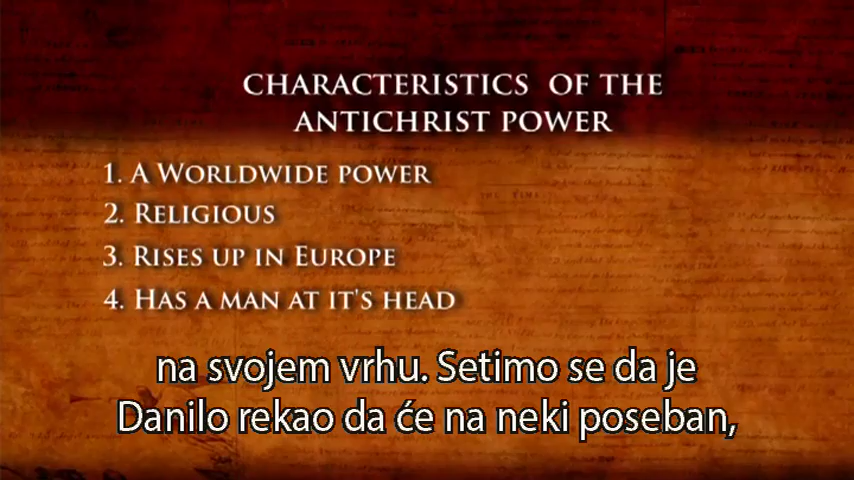 CHARACTERISTICS OF THE
ANTICHRIST POWER
1. A WORLDWIDE POWER
2. RELIGIOUS
3. RISES UP IN EUROPE
4. HAS A MAN AT IT'S HEAD
na svojem vrhu. Setimo se da je
Danilo rekao da će na neki poseban,